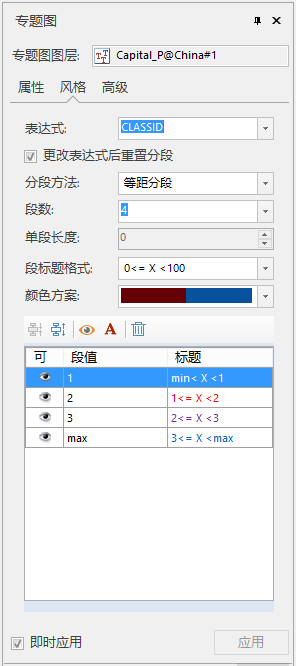 专题图
专题图图层: Capital_P@China#1
属性 风格 高级
表达式: CLASSID
更改表达式后重置分段
分段方法: 等距分段
段数: 4
单段长度: 0
段标题格式: 0<= X <100
颜色方案:
A
可 段值 标题
1 min< X <1
2 1<= X <2
3 2<= X <3
max 3<= X <max
即时应用 应用